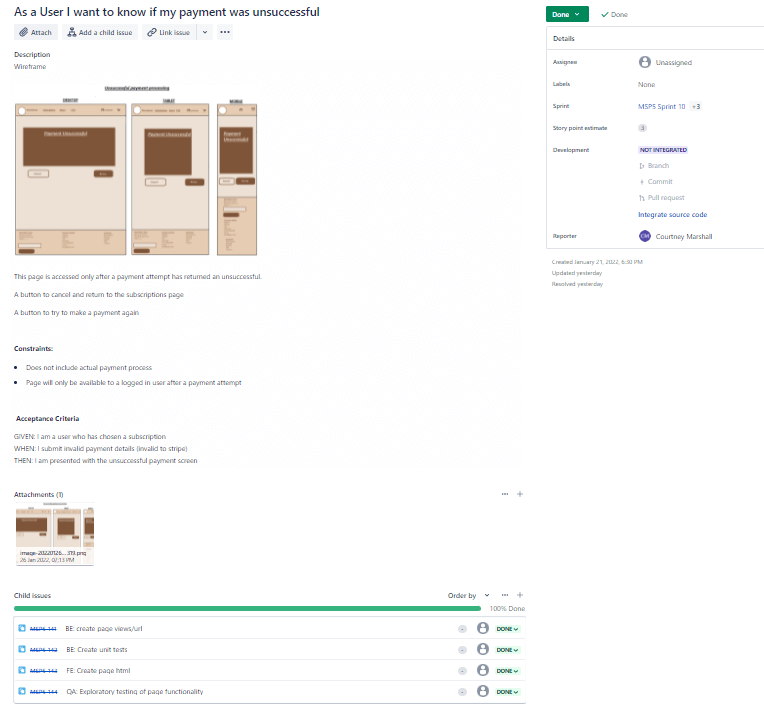 As a User I want to know if my payment was unsuccessful
Attach
Add a child issue
Link issue
Description
Wireframe
Unsuccessful payment processing
DESKTOP
TABLET
MOBILE
Payment Unsuccessful
Payment Unsuccessful
Payment Unsuccessful
This page is accessed only after a payment attempt has returned an unsuccessful.
A button to cancel and return to the subscriptions page
A button to try to make a payment again
Constraints:
Does not include actual payment process
Page will only be available to a logged in user after a payment attempt
Acceptance Criteria
GIVEN: I am a user who has chosen a subscription
WHEN: I submit invalid payment details (invalid to stripe)
THEN: I am presented with the unsuccessful payment screen
Attachments (1)
image-20220126...319.png
26 Jan 2022, 02:13 PM
Child issues
Order by
100% Done
MSP5-141 BE: create page views/url DONE
MSP5-142 BE: Create unit tests DONE
MSP5-143 FE: Create page html DONE
MSP5-144 QA: Exploratory testing of page functionality DONE
Done
Done
Details
Assignee Unassigned
Labels None
Sprint MSP5 Sprint 10 +3
Story point estimate 3
Development NOT INTEGRATED
Branch
Commit
Pull request
Integrate source code
Reporter CM Courtney Marshall
Created January 21, 2022, 6:30 PM
Updated yesterday
Resolved yesterday